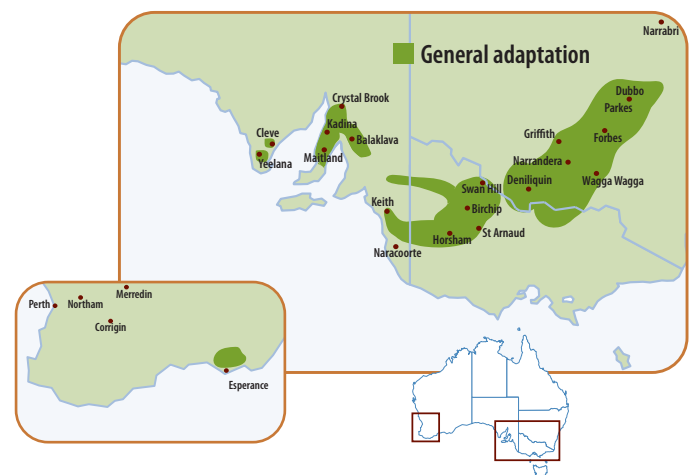 Narrabri
General adaptation
Dubbo
Parkes
Crystal Brook
Kadina
Cleve
Balaklava
Griffith
Forbes
Yeelana
Maitland
Narrandera
Swan Hill
Deniliquin
Wagga Wagga
Keith
Birchip
Horsham
St Arnaud
Naracoorte
Merredin
Perth
Northam
Corrigin
Esperance